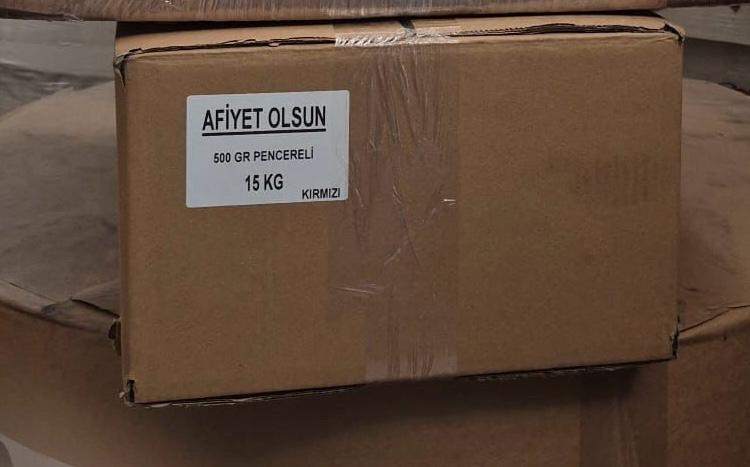 AFİYET OLSUN
500 GR PENCERELİ
15 KG
KIRMIZI